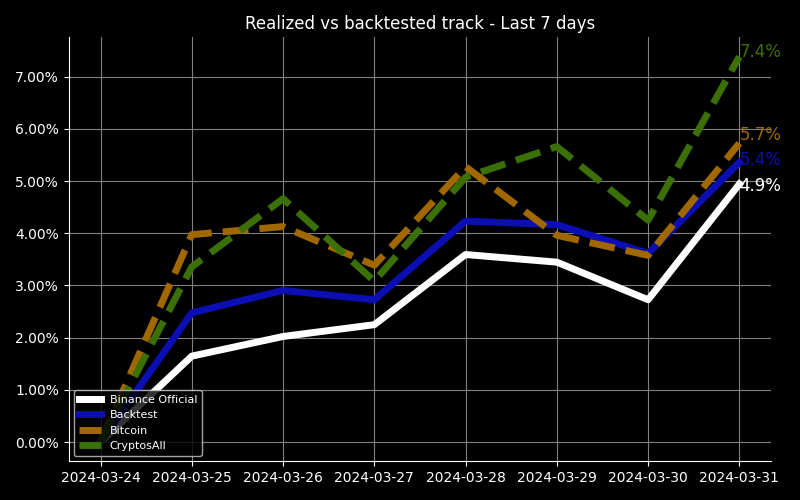 Realized vs backtested track - Last 7 days
7.4%
7.00%
6.00%
5.7%
5.4%
5.00%
4.9%
4.00%
3.00%
2.00%
1.00%
0.00%
Binance Official
Backtest
Bitcoin
CryptosAll
2024-03-24 2024-03-25 2024-03-26 2024-03-27 2024-03-28 2024-03-29 2024-03-30 2024-03-31